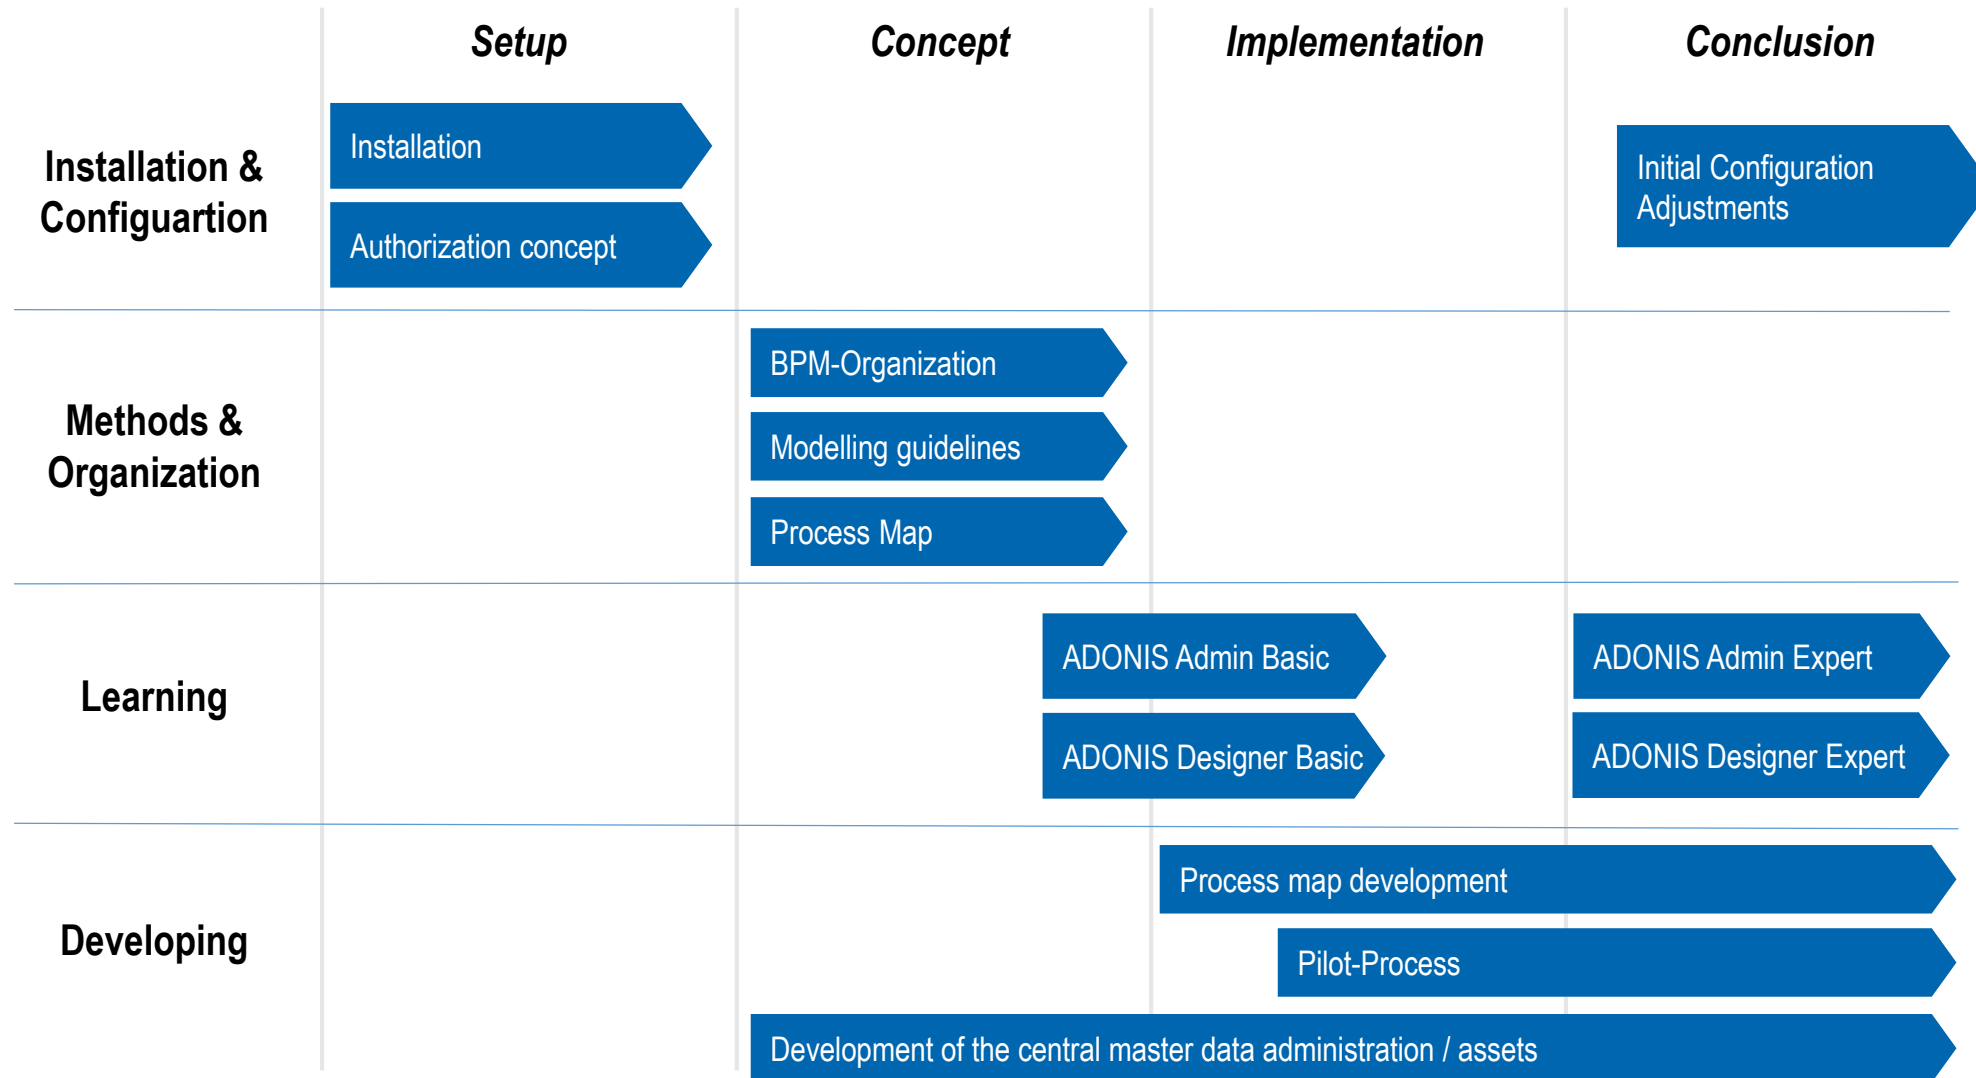 Setup
Concept
Implementation
Conclusion
Installation &
Configuartion
Installation
Authorization concept
Initial Configuration
Adjustments
Methods &
Organization
BPM-Organization
Modelling guidelines
Process Map
Learning
ADONIS Admin Basic
ADONIS Admin Expert
ADONIS Designer Basic
ADONIS Designer Expert
Developing
Process map development
Pilot-Process
Development of the central master data administration / assets